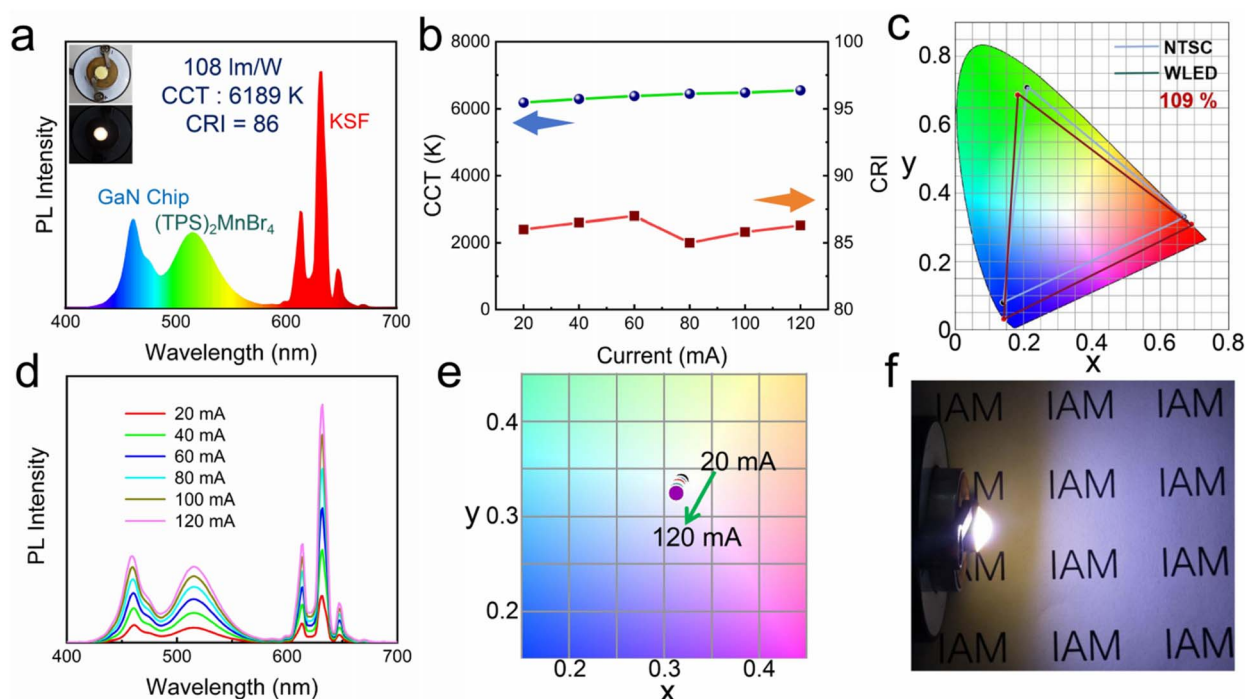 a
108 lm/W
CCT : 6189 K
CRI = 86
KSF
GaN Chip
(TPS)₂MnBr₄
PL Intensity
400 500 600 700
Wavelength (nm)
b
8000
6000
4000
2000
0
CCT (K)
100
95
90
85
80
CRI
20 40 60 80 100 120
Current (mA)
c
NTSC
WLED
109 %
0.8
0.6
0.4
0.2
0
y
0 0.2 0.4 0.6 0.8
x
d
20 mA
40 mA
60 mA
80 mA
100 mA
120 mA
PL Intensity
400 500 600 700
Wavelength (nm)
e
20 mA
120 mA
0.4
0.3
0.2
y
0.2 0.3 0.4
x
f
IAM IAM IAM
AM IAM IAM
AM IAM IAM
AM IAM IAM